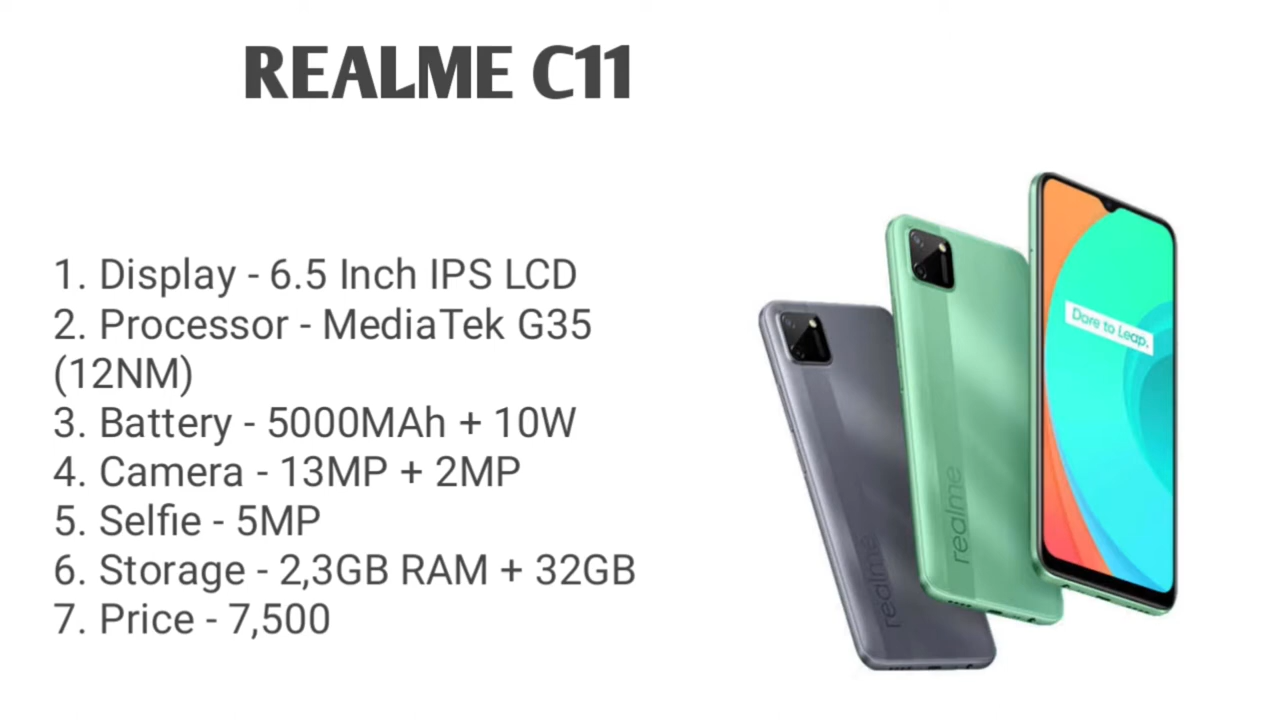 REALME C11
1. Display - 6.5 Inch IPS LCD
2. Processor - MediaTek G35
(12NM)
3. Battery - 5000MAh + 10W
4. Camera - 13MP + 2MP
5. Selfie - 5MP
6. Storage - 2,3GB RAM + 32GB
7. Price - 7,500
realme
realme
Dare to Leap.